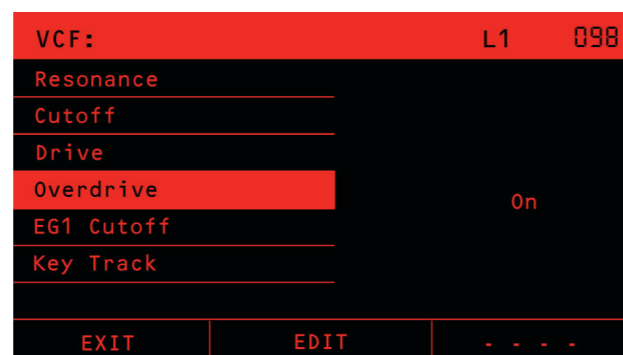 VCF: L1 098
Resonance
Cutoff
Drive
Overdrive
On
EG1 Cutoff
Key Track
EXIT EDIT - - - -